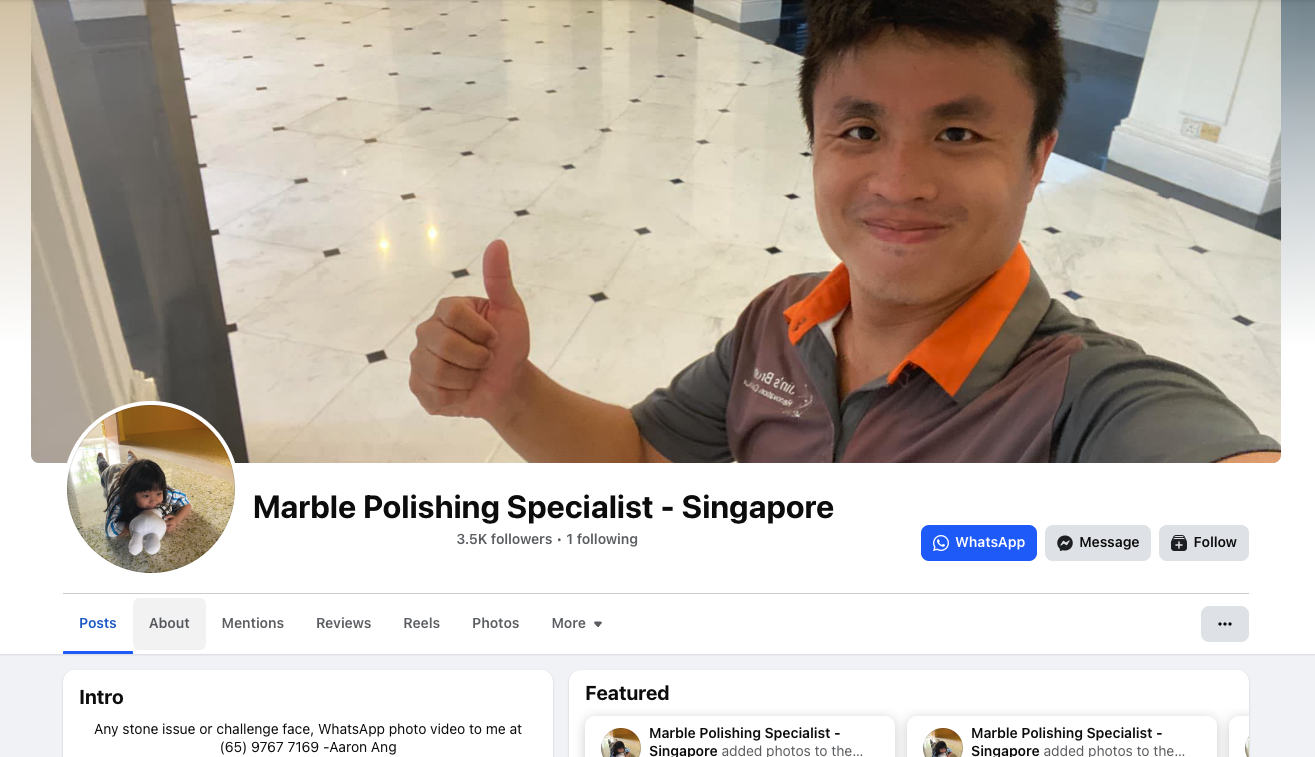 Marble Polishing Specialist - Singapore
3.5K followers • 1 following
WhatsApp
Message
Follow
Posts
About
Mentions
Reviews
Reels
Photos
More
Intro
Any stone issue or challenge face, WhatsApp photo video to me at
(65) 9767 7169 -Aaron Ang
Featured
Marble Polishing Specialist -
Singapore added photos to the...
Marble Polishing Specialist -
Singapore added photos to the...